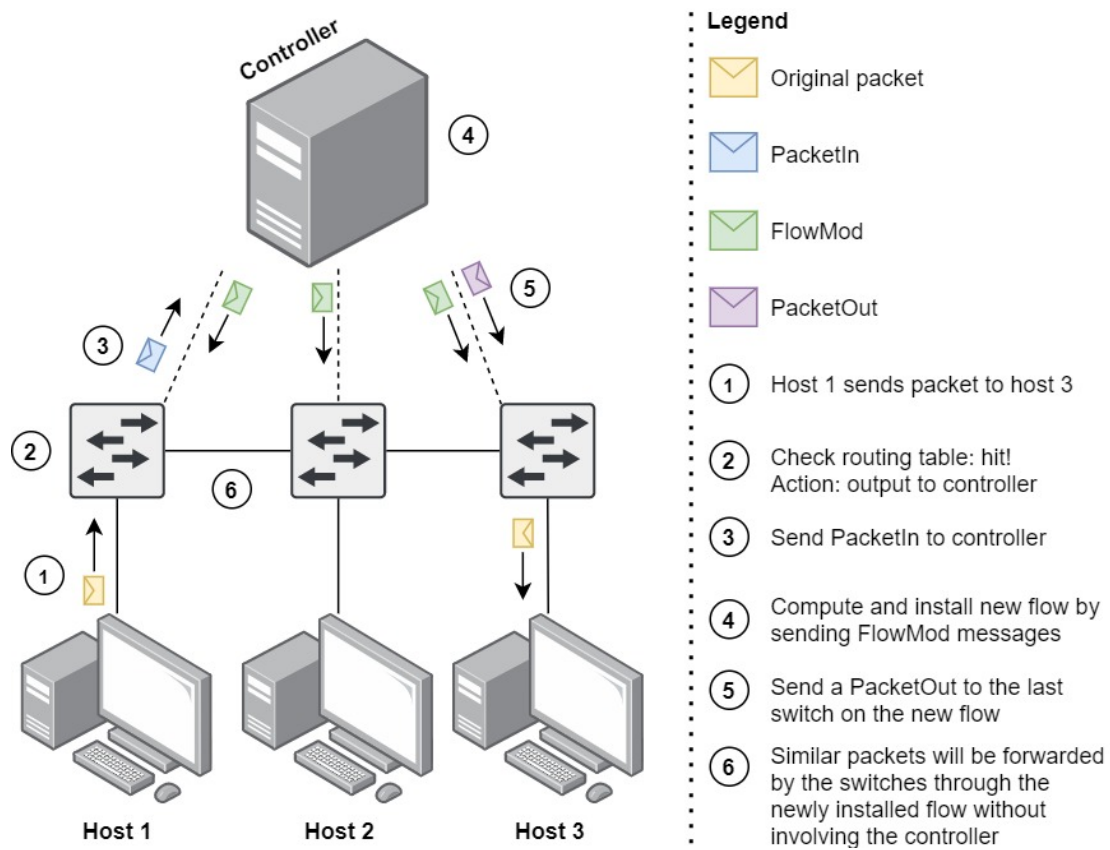 Controller
4
5
3
2
6
1
Host 1
Host 2
Host 3
Legend
Original packet
PacketIn
FlowMod
PacketOut
1
Host 1 sends packet to host 3
2
Check routing table: hit!
Action: output to controller
3
Send PacketIn to controller
4
Compute and install new flow by
sending FlowMod messages
5
Send a PacketOut to the last
switch on the new flow
6
Similar packets will be forwarded
by the switches through the
newly installed flow without
involving the controller